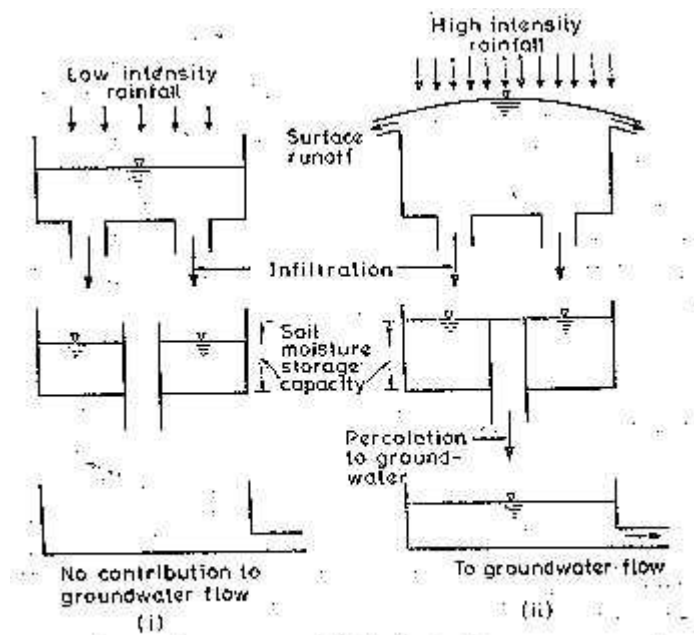 Low intensity
rainfall
High intensity
rainfall
Surface
runoff
Infiltration
Soil
moisture
storage
capacity
Percolation
to ground-
water
No contribution to
groundwater flow
(i)
To groundwater flow
(ii)